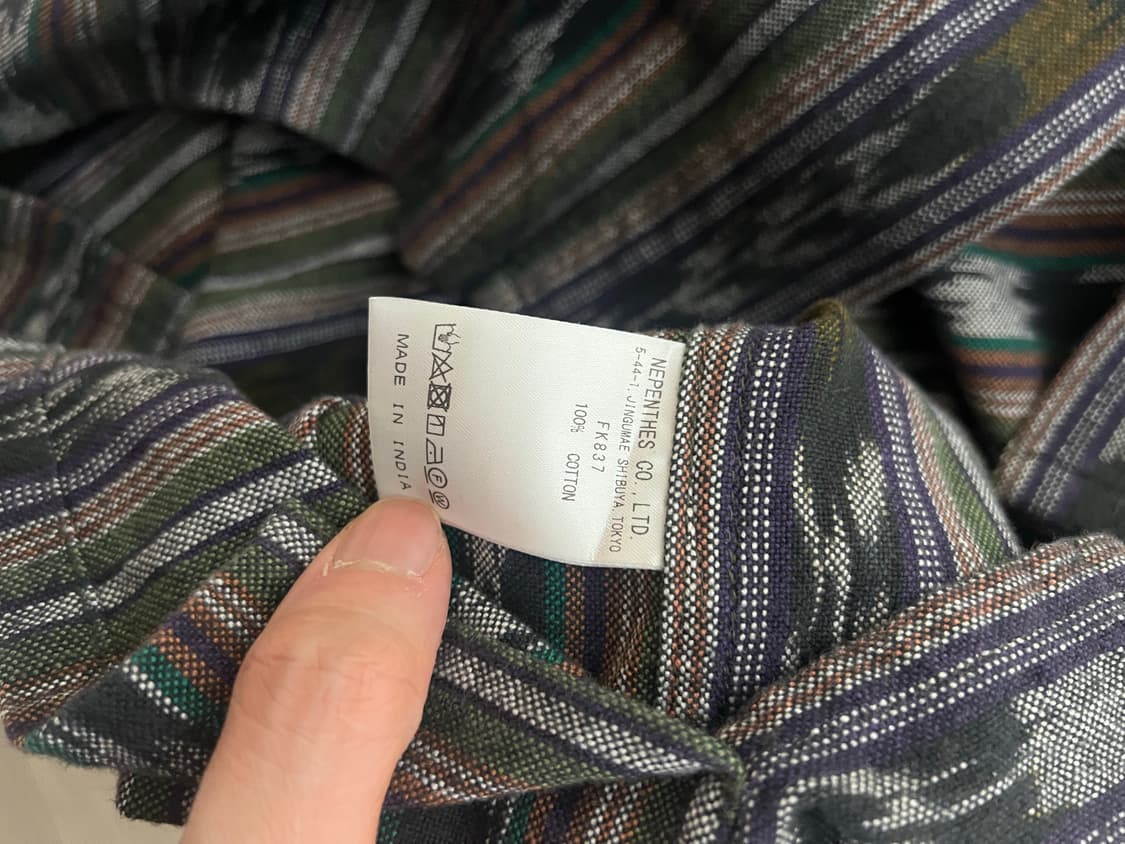 NEPENTHES CO.,LTD.
5-44-1,JINGUMAE SHIBUYA,TOKYO
FK837
100% COTTON
F W
MADE IN INDIA